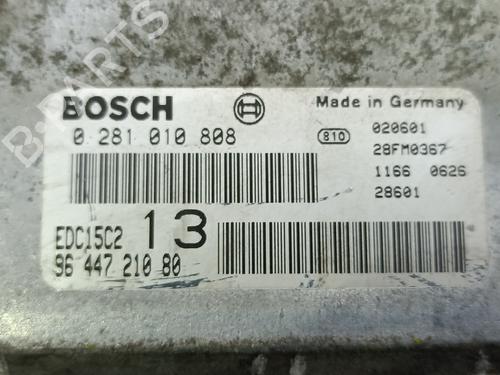 B-PARTS
BOSCH
Made in Germany
0 281 010 808
810
020601
28FM0367
1166 0626
28601
EDC15C2 13
96 447 210 80